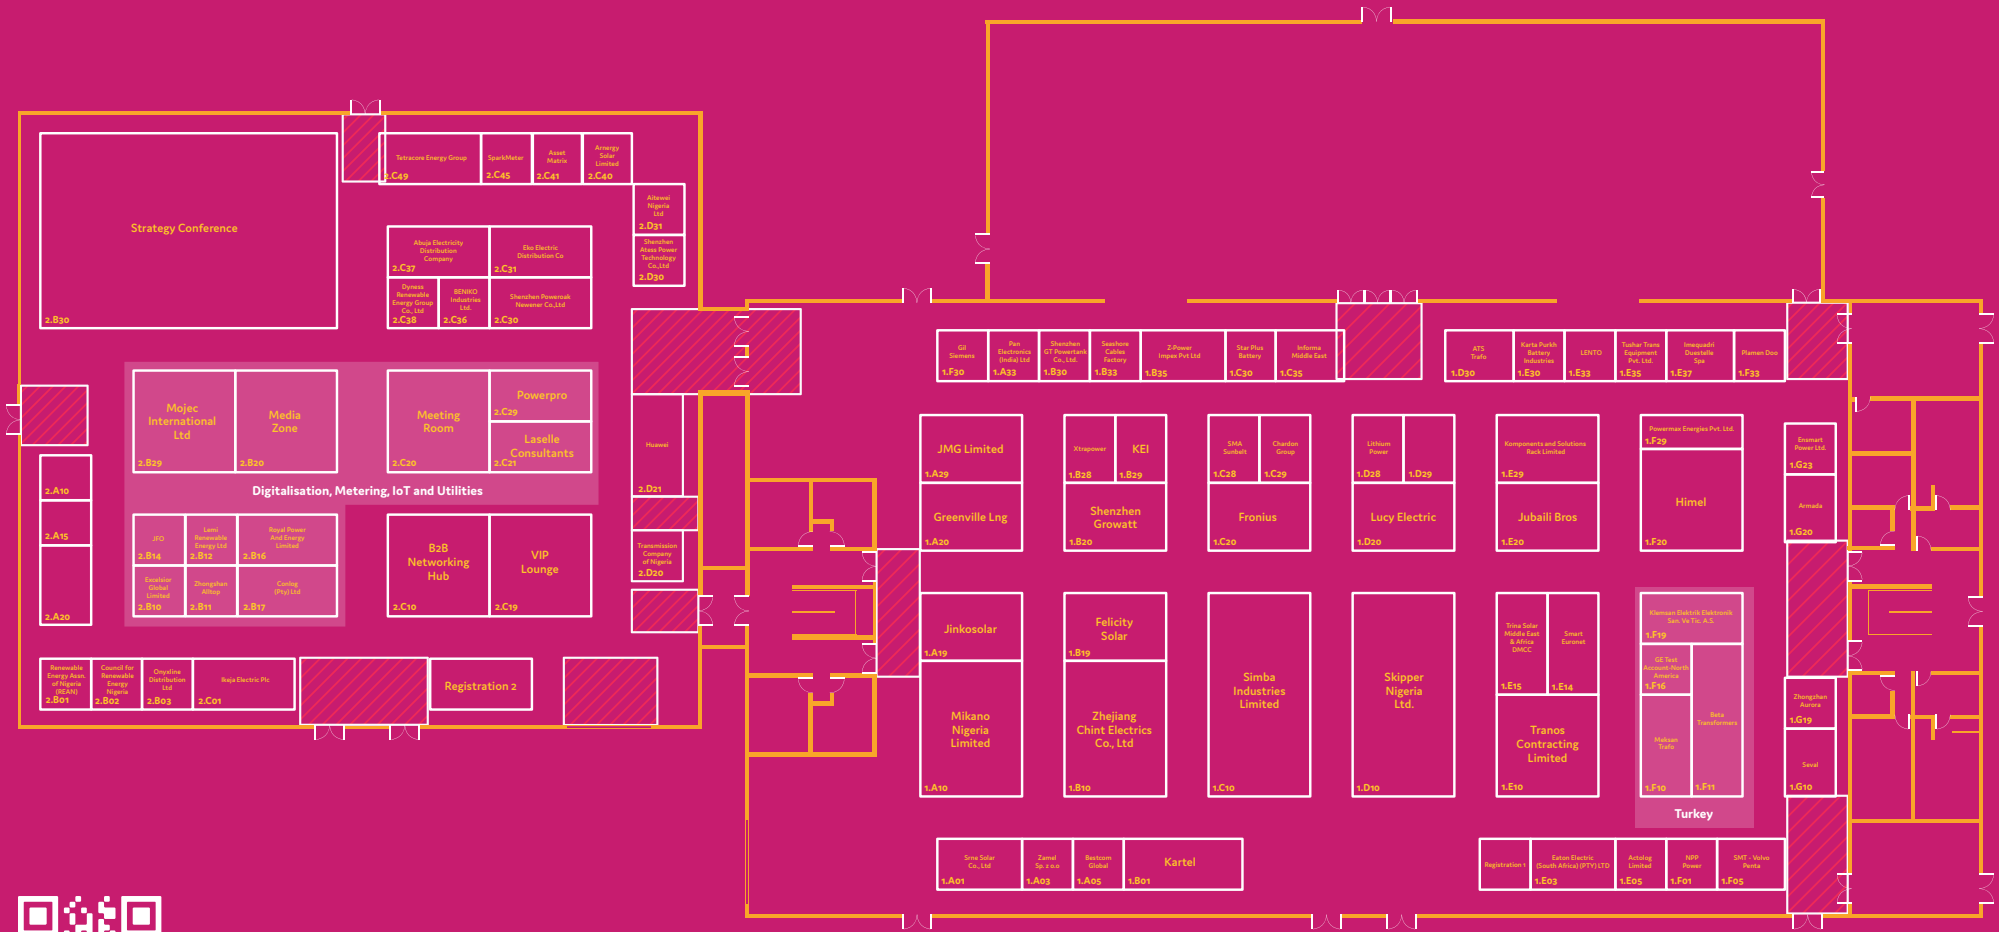 Strategy Conference
2.B30
Tetracore Energy Group
2.C49
SparkMeter
2.C45
Asset
Matrix
2.C41
Arnergy
Solar
Limited
2.C40
Aitewei
Nigeria
Ltd
2.D31
Shenzhen
Atess Power
Technology
Co.,Ltd
2.D30
Abuja Electricity
Distribution
Company
2.C37
Eko Electric
Distribution Co
2.C31
Dyness
Renewable
Energy Group
Co., Ltd
2.C38
BENIKO
Industries
Ltd.
2.C36
Shenzhen Poweroak
Newener Co.,Ltd
2.C30
Mojec
International
Ltd
2.B29
Media
Zone
2.B20
Meeting
Room
2.C20
Powerpro
2.C29
Laselle
Consultants
2.C21
Digitalisation, Metering, IoT and Utilities
Huawei
2.D21
2.A10
2.A15
2.A20
JFO
2.B14
Lemi
Renewable
Energy Ltd
2.B12
Royal Power
And Energy
Limited
2.B16
Excelsior
Global
Limited
2.B10
Zhongshan
Alltop
2.B11
Conlog
(Pty) Ltd
2.B17
B2B
Networking
Hub
2.C10
VIP
Lounge
2.C19
Transmission
Company
of Nigeria
2.D20
Renewable
Energy Assn.
of Nigeria
(REAN)
2.B01
Council for
Renewable
Energy
Nigeria
2.B02
Onyxline
Distribution
Ltd
2.B03
Ikeja Electric Plc
2.C01
Registration 2
Gil
Siemens
1.F30
Pen
Electronics
(India) Ltd
1.A33
Shenzhen
GT Powertank
Co., Ltd.
1.B30
Seashore
Cables
Factory
1.B33
Z-Power
Impex Pvt Ltd
1.B35
Star Plus
Battery
1.C30
Informa
Middle East
1.C35
ATS
Trafo
1.D30
Karta Purkh
Battery
Industries
1.E30
LENTO
1.E33
Tushar Trans
Equipment
Pvt. Ltd.
1.E35
Imequadri
Duestelle
Spa
1.E37
Plamen Doo
1.F33
JMG Limited
1.A29
Greenville Lng
1.A20
Xtrapower
1.B28
KEI
1.B29
Shenzhen
Growatt
1.B20
SMA
Sunbelt
1.C28
Chardon
Group
1.C29
Fronius
1.C20
Lithium
Power
1.D28
1.D29
Lucy Electric
1.D20
Komponents and Solutions
Rack Limited
1.E29
Jubaili Bros
1.E20
Powermax Energies Pvt. Ltd.
1.F29
Himel
1.F20
Ensmart
Power Ltd.
1.G23
Armada
1.G20
Jinkosolar
1.A19
Mikano
Nigeria
Limited
1.A10
Felicity
Solar
1.B19
Zhejiang
Chint Electrics
Co., Ltd
1.B10
Simba
Industries
Limited
1.C10
Skipper
Nigeria
Ltd.
1.D10
Trina Solar
Middle East
& Africa
DMCC
1.E15
Smart
Euronet
1.E14
Tranos
Contracting
Limited
1.E10
Klemsan Elektrik Elektronik
San. Ve Tic. A.S.
1.F19
GE Test
Account-North
America
1.F16
Maksan
Trafo
1.F10
Beta
Transformers
1.F11
Turkey
Zhongzhan
Aurora
1.G19
Seval
1.G10
Srne Solar
Co., Ltd
1.A01
Zamel
Sp. z o.o
1.A03
Bestcom
Global
1.A05
Kartel
1.B01
Registration 1
Eaton Electric
(South Africa) (PTY) LTD
1.E03
Actolog
Limited
1.E05
NPP
Power
1.F01
SMT - Volvo
Penta
1.F05